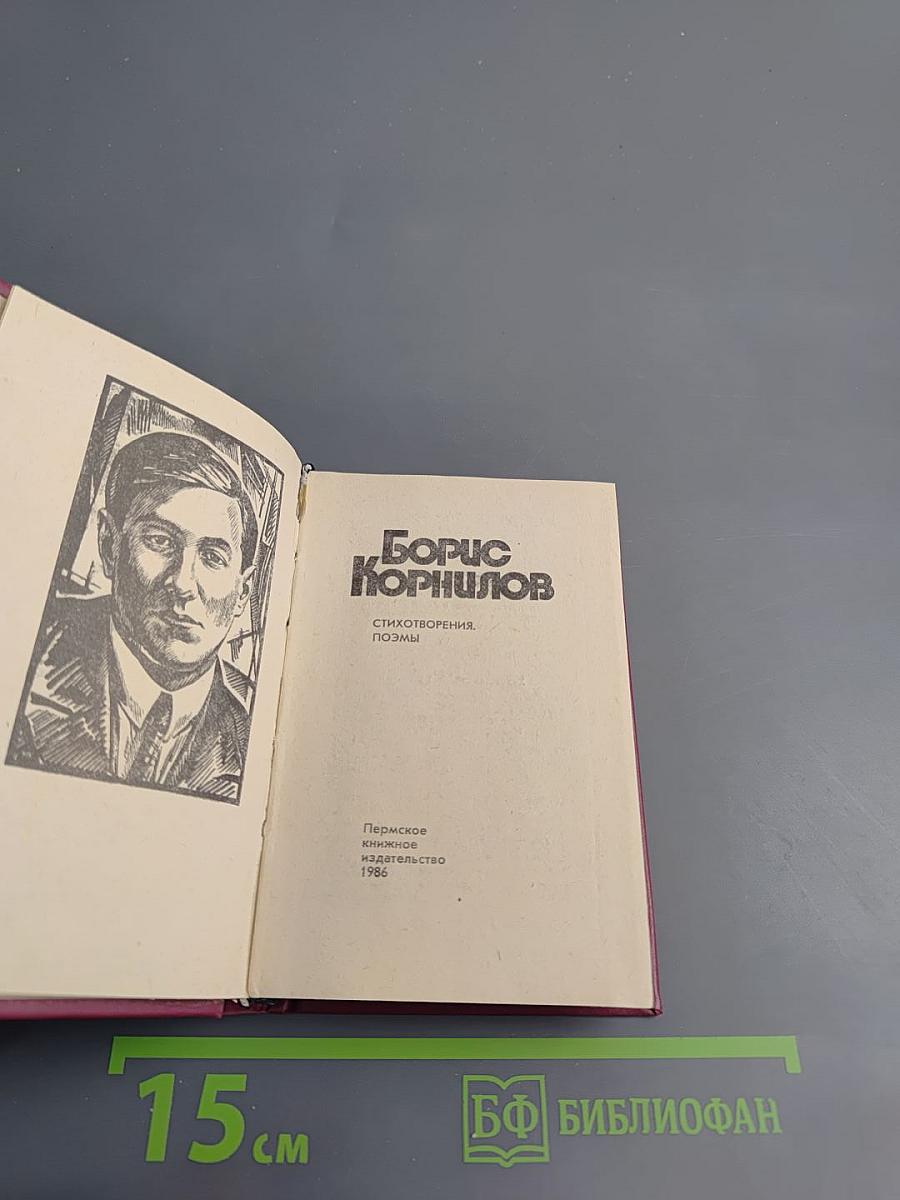 Борис
Корнилов
СТИХОТВОРЕНИЯ.
ПОЭМЫ
Пермское
книжное
издательство
1986
15 см
БФ БИБЛИОФАН